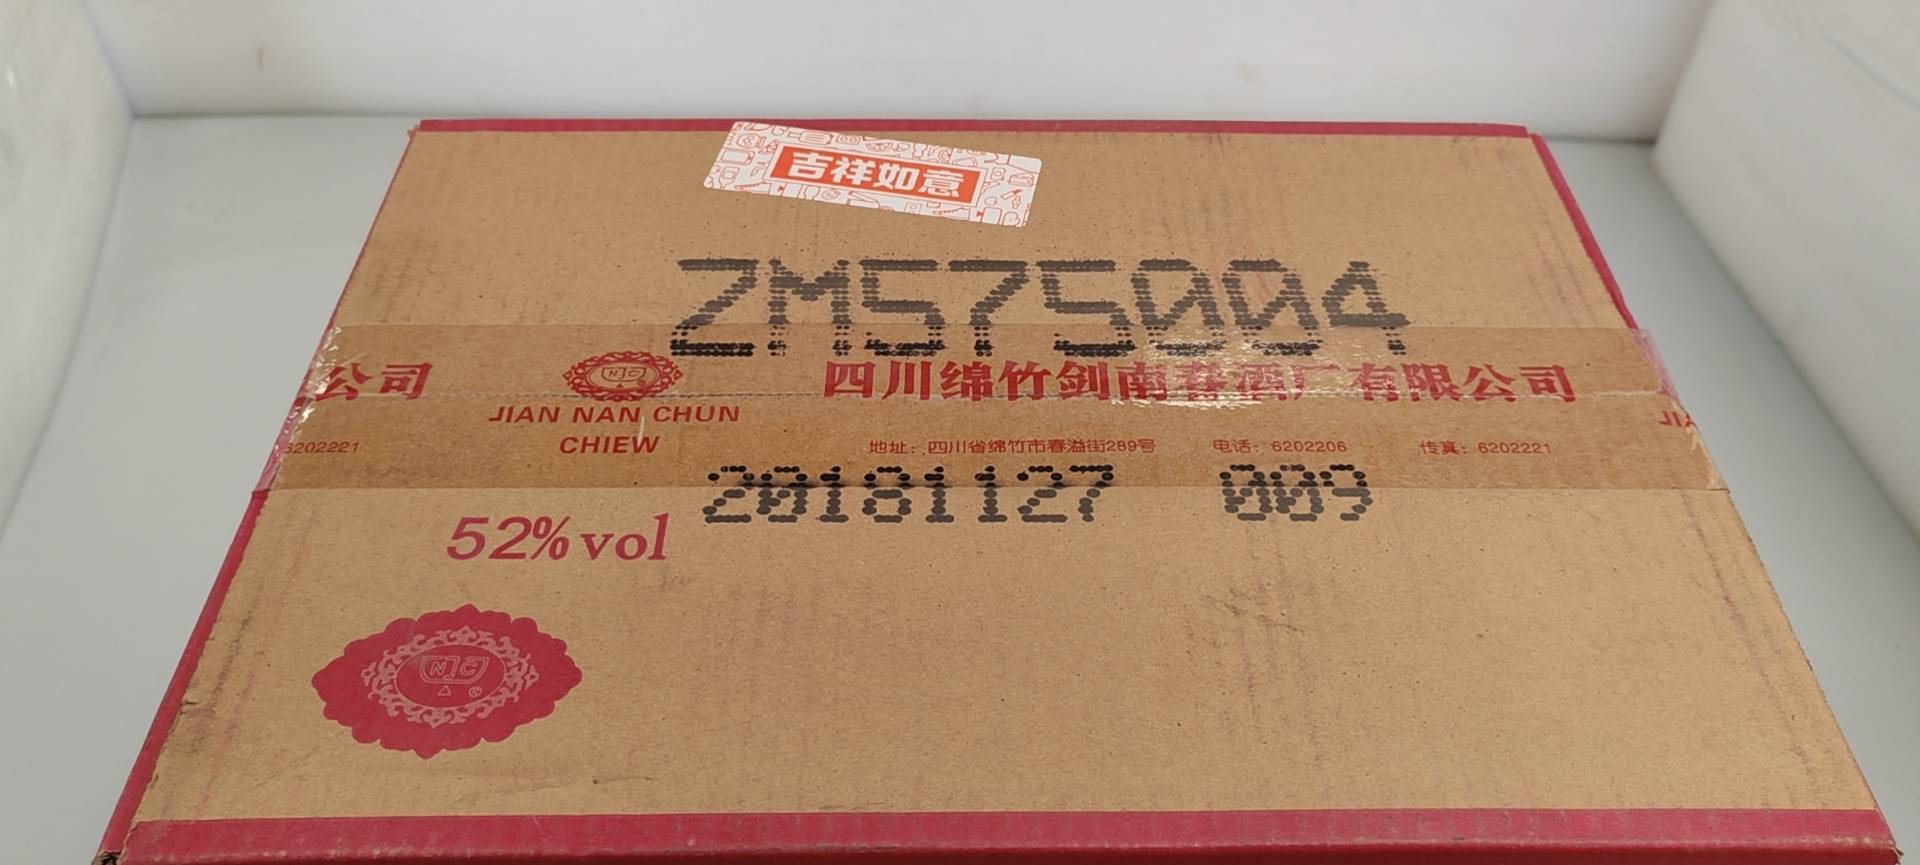 吉祥如意
ZM575004
公司
NJC
四川绵竹剑南春酒厂有限公司
JIAN NAN CHUN
CHIEW
6202221
地址：四川省绵竹市春溢街289号 电话：6202206 传真：6202221
JIA
20181127 009
52%vol
NJC
®